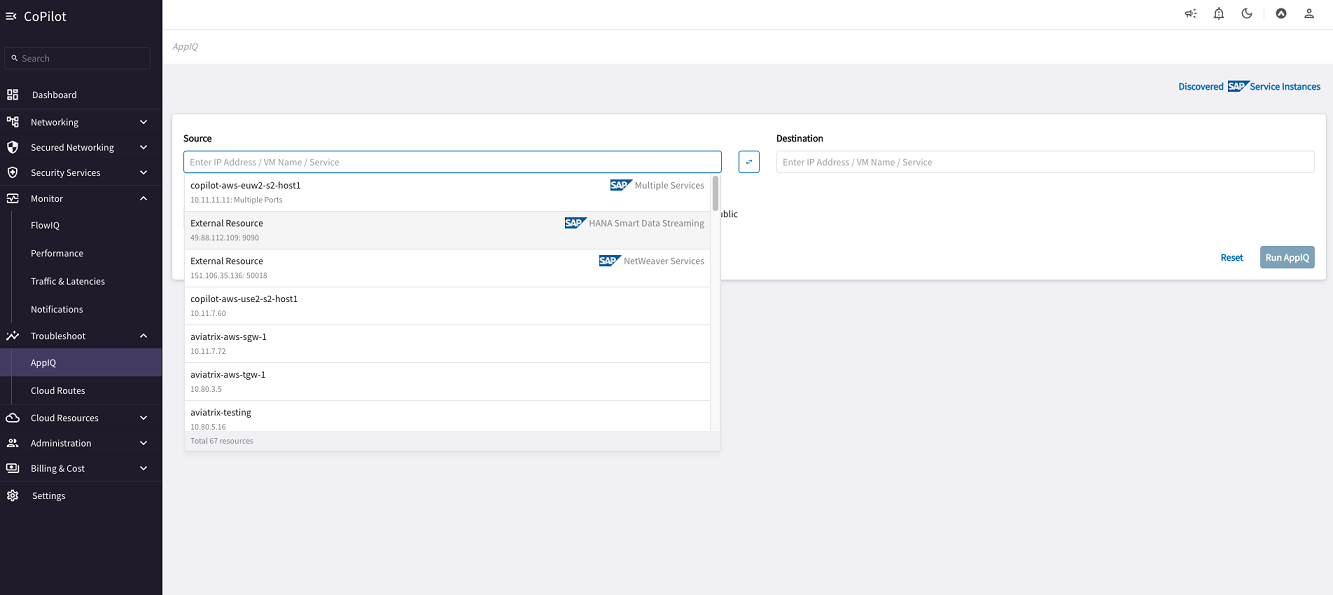 CoPilot
Search
Dashboard
Networking
Secured Networking
Security Services
Monitor
FlowIQ
Performance
Traffic & Latencies
Notifications
Troubleshoot
AppIQ
Cloud Routes
Cloud Resources
Administration
Billing & Cost
Settings
AppIQ
Discovered SAP Service Instances
Source
Enter IP Address / VM Name / Service
Destination
Enter IP Address / VM Name / Service
copilot-aws-euw2-s2-host1 SAP Multiple Services
10.11.11.11: Multiple Ports
External Resource SAP HANA Smart Data Streaming
49.88.112.109: 9090
External Resource SAP NetWeaver Services
151.106.35.136: 50018
copilot-aws-use2-s2-host1
10.11.7.60
aviatrix-aws-sgw-1
10.11.7.72
aviatrix-aws-tgw-1
10.80.3.5
aviatrix-testing
10.80.5.16
Total 67 resources
Reset
Run AppIQ